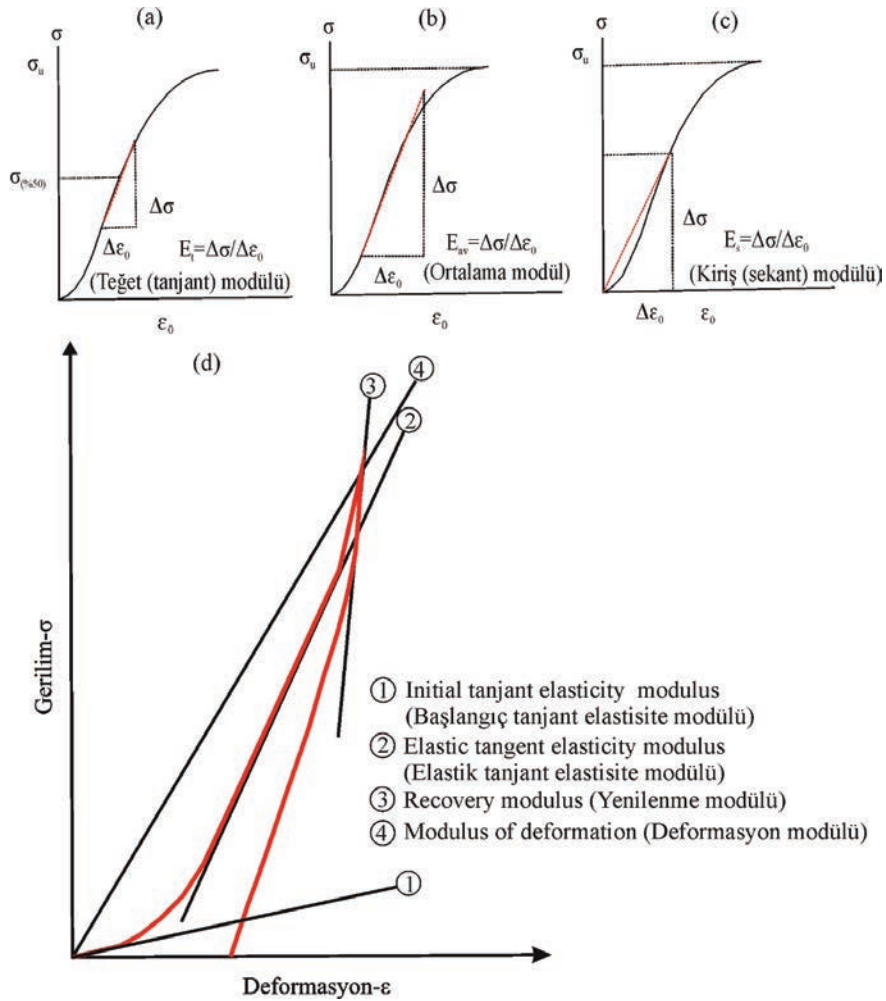 (a)
σ
σu
σ(%50)
Δσ
Δε0
Et=Δσ/Δε0
(Teğet (tanjant) modülü)
ε0
(b)
σ
σu
Δσ
Eav=Δσ/Δε0
Δε0
(Ortalama modül)
ε0
(c)
σ
σu
Δσ
Es=Δσ/Δε0
(Kiriş (sekant) modülü)
Δε0
ε0
(d)
3
4
2
1
Gerilim-σ
Deformasyon-ε
1 Initial tanjant elasticity modulus
(Başlangıç tanjant elastisite modülü)
2 Elastic tangent elasticity modulus
(Elastik tanjant elastisite modülü)
3 Recovery modulus (Yenilenme modülü)
4 Modulus of deformation (Deformasyon modülü)